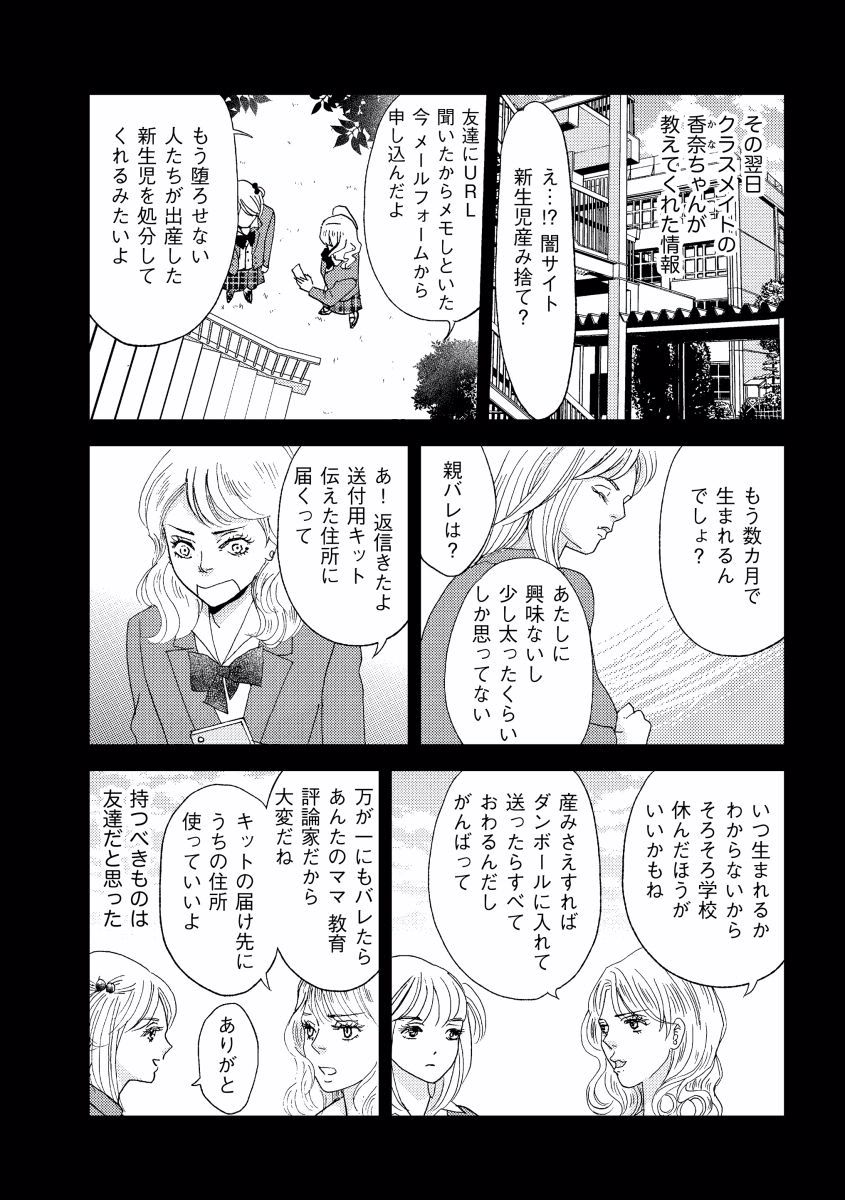 その翌日
クラスメイトの
香奈ちゃんが
かな
教えてくれた情報
え…!? 闇サイト
新生児産み捨て?
友達にURL
聞いたからメモしといた
今メールフォームから
申し込んだよ
もう堕ろせない
人たちが出産した
新生児を処分して
くれるみたいよ
もう数カ月で
生まれるん
でしょ?
親バレは?
あたしに
興味ないし
少し太ったくらい
しか思ってない
あ! 返信きたよ
送付用キット
伝えた住所に
届くって
いつ生まれるか
わからないから
そろそろ学校
休んだほうが
いいかもね
産みさえすれば
ダンボールに入れて
送ったらすべて
おわるんだし
がんばって
万が一にもバレたら
あんたのママ 教育
評論家だから
大変だね
キットの届け先に
うちの住所
使っていいよ
ありがと
持つべきものは
友達だと思った